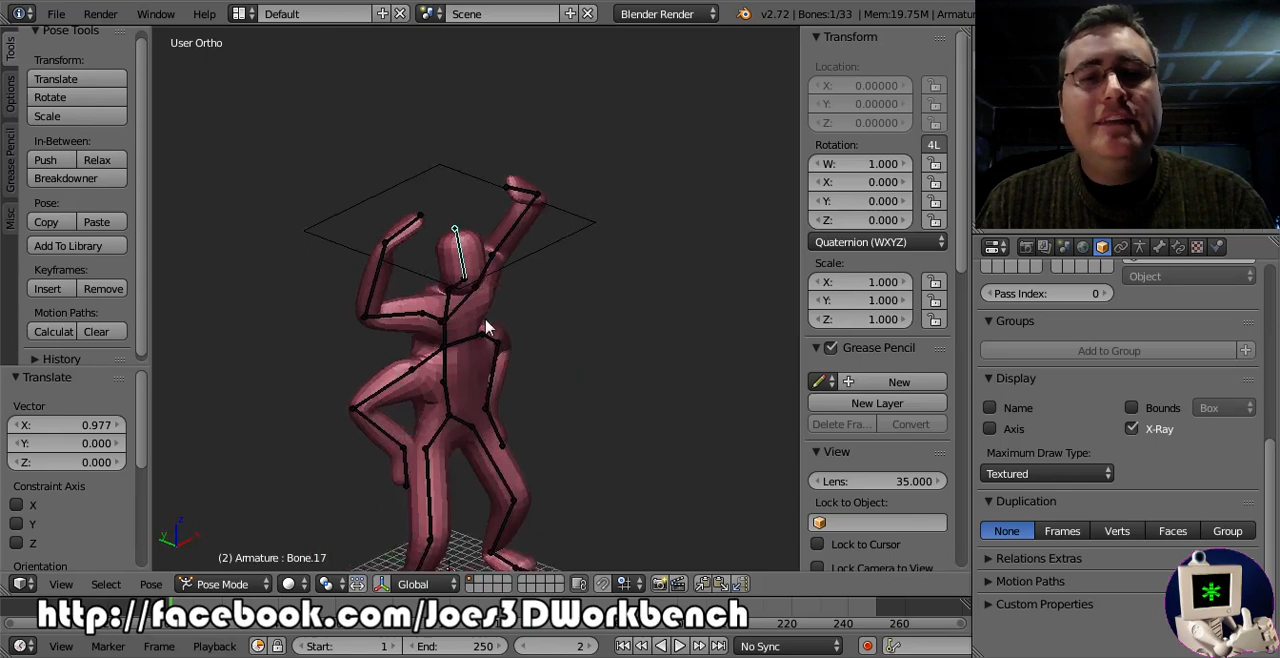 File
Render
Window
Help
Default
Scene
Blender Render
v2.72 | Bones:1/33 | Mem:19.75M | Armatur
Tools
Options
Grease Pencil
Misc
Pose Tools
Transform:
Translate
Rotate
Scale
In-Between:
Push
Relax
Breakdowner
Pose:
Copy
Paste
Add To Library
Keyframes:
Insert
Remove
Motion Paths:
Calculat
Clear
History
Translate
Vector
X: 0.977
Y: 0.000
Z: 0.000
Constraint Axis
X
Y
Z
Orientation
User Ortho
z
y
x
(2) Armature : Bone.17
View
Select
Pose
Pose Mode
Global
Transform
Location:
X: 0.00000
Y: 0.00000
Z: 0.00000
Rotation:
4L
W: 1.000
X: 0.000
Y: 0.000
Z: 0.000
Quaternion (WXYZ)
Scale:
X: 1.000
Y: 1.000
Z: 1.000
Grease Pencil
New
New Layer
Delete Fra...
Convert
View
Lens: 35.000
Lock to Object:
Lock to Cursor
Lock Camera to View
Object
Pass Index: 0
Groups
Add to Group
Display
Name
Bounds
Box
Axis
X-Ray
Maximum Draw Type:
Textured
Duplication
None
Frames
Verts
Faces
Group
Relations Extras
Motion Paths
Custom Properties
http://facebook.com/Joes3DWorkbench
220
240
260
View
Marker
Frame
Playback
Start: 1
End: 250
2
No Sync